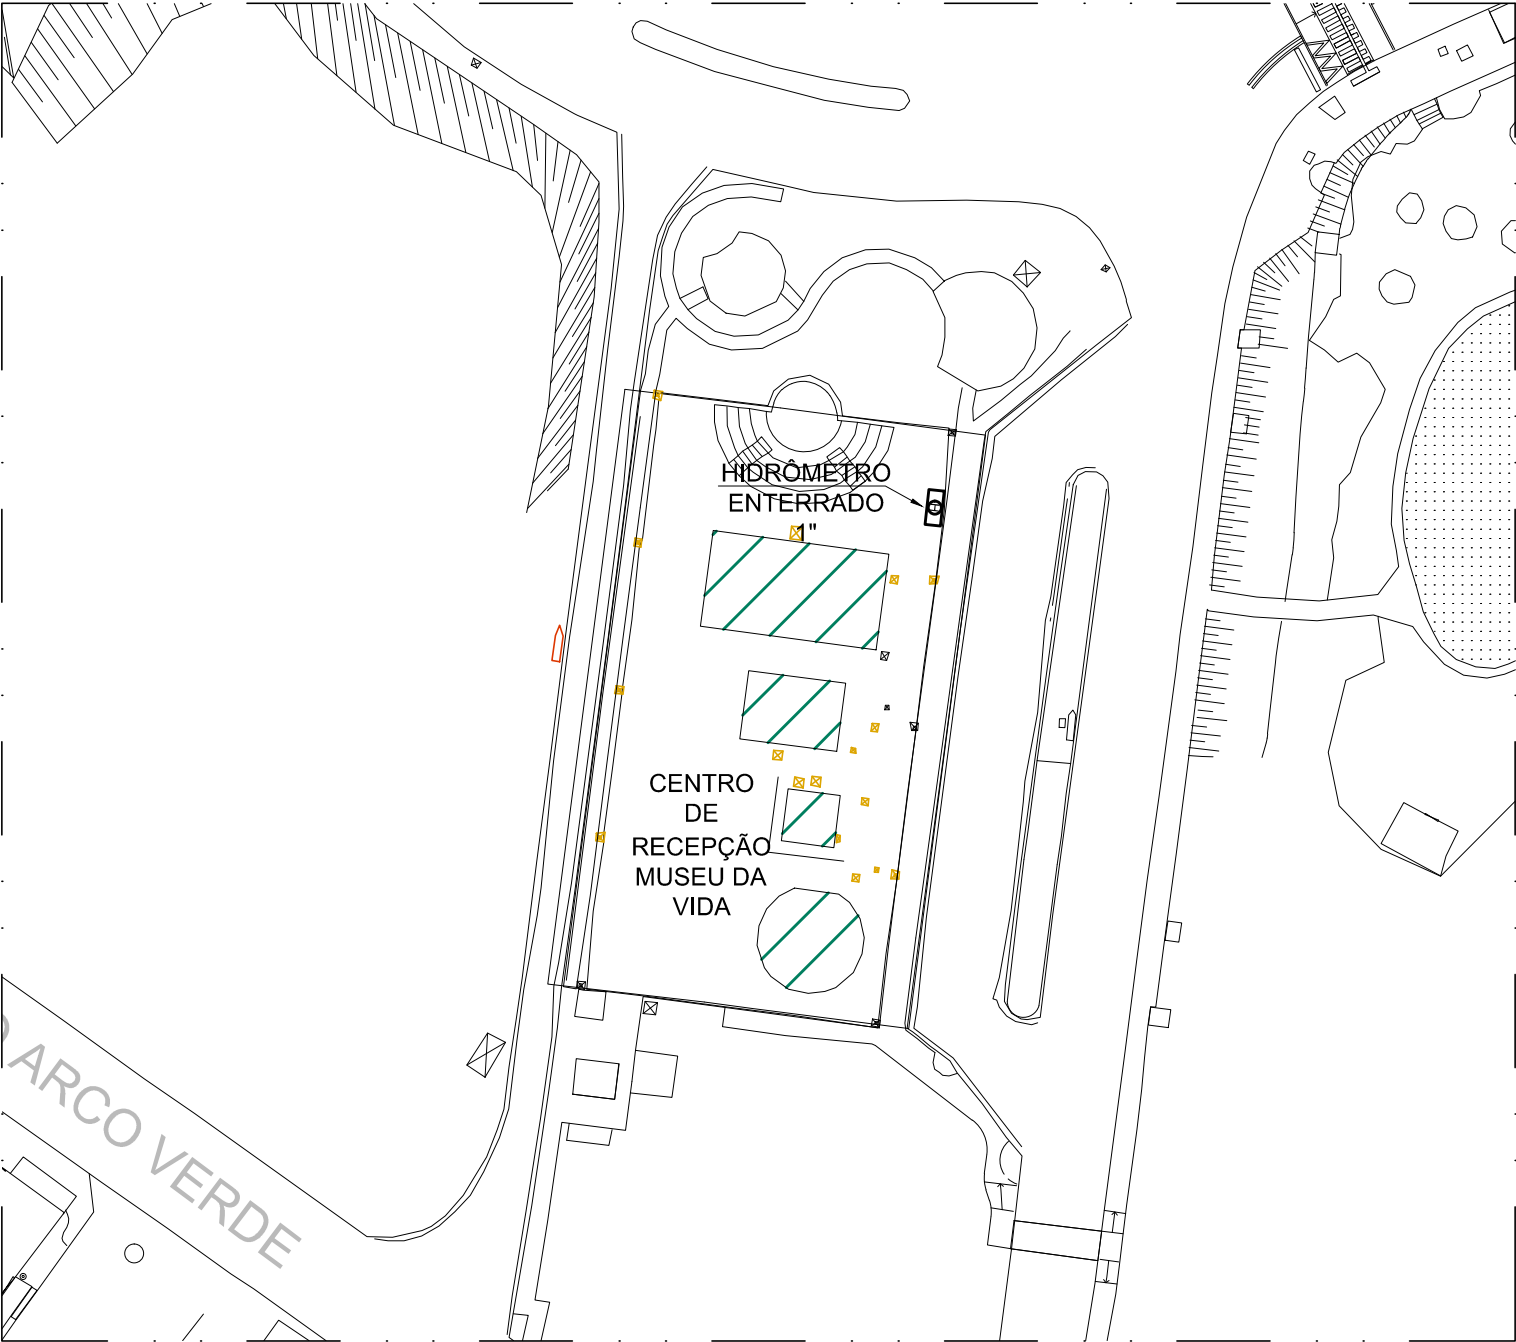 HIDRÔMETRO
ENTERRADO
1"
CENTRO
DE
RECEPÇÃO
MUSEU DA
VIDA
ARCO VERDE